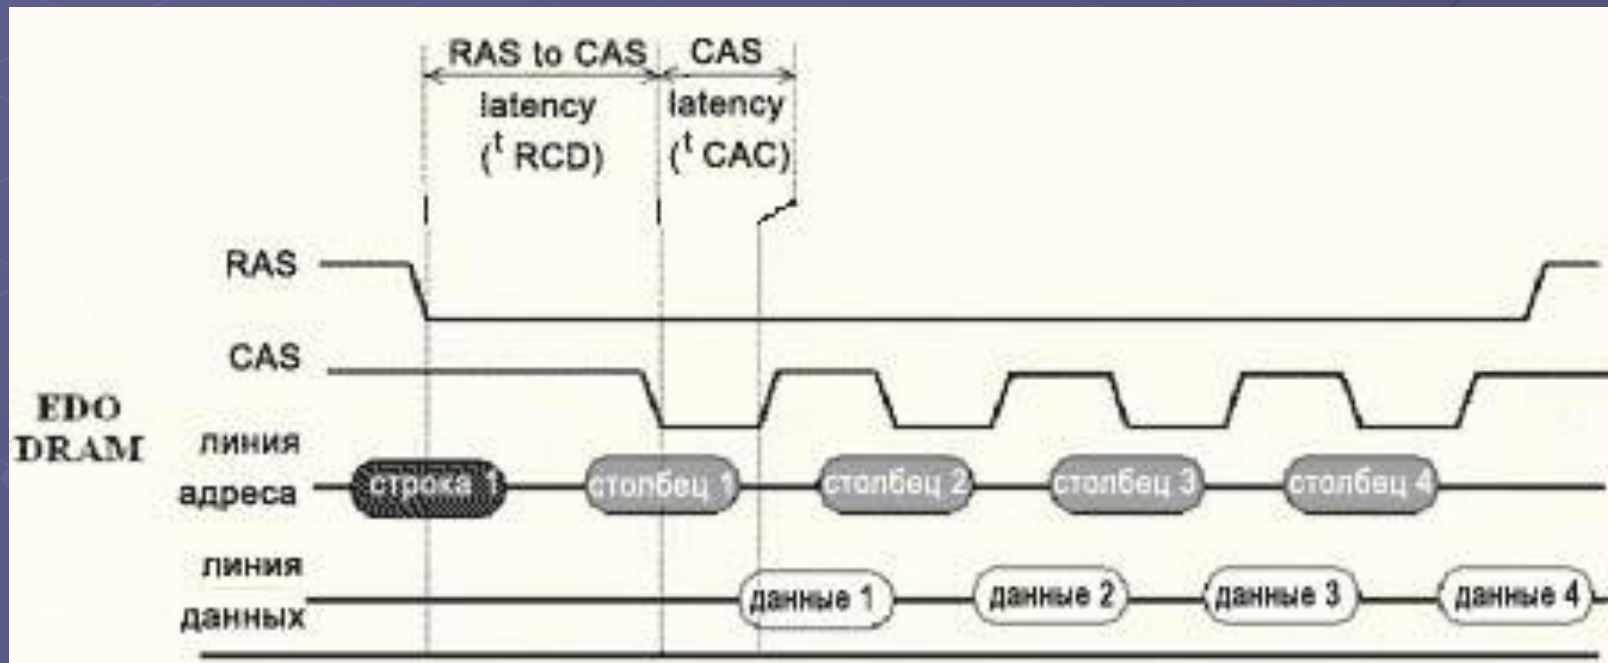 RAS to CAS
latency
(t RCD)
CAS
latency
(t CAC)
RAS
CAS
EDO
DRAM
линия
адреса
строка 1
столбец 1
столбец 2
столбец 3
столбец 4
линия
данных
данные 1
данные 2
данные 3
данные 4